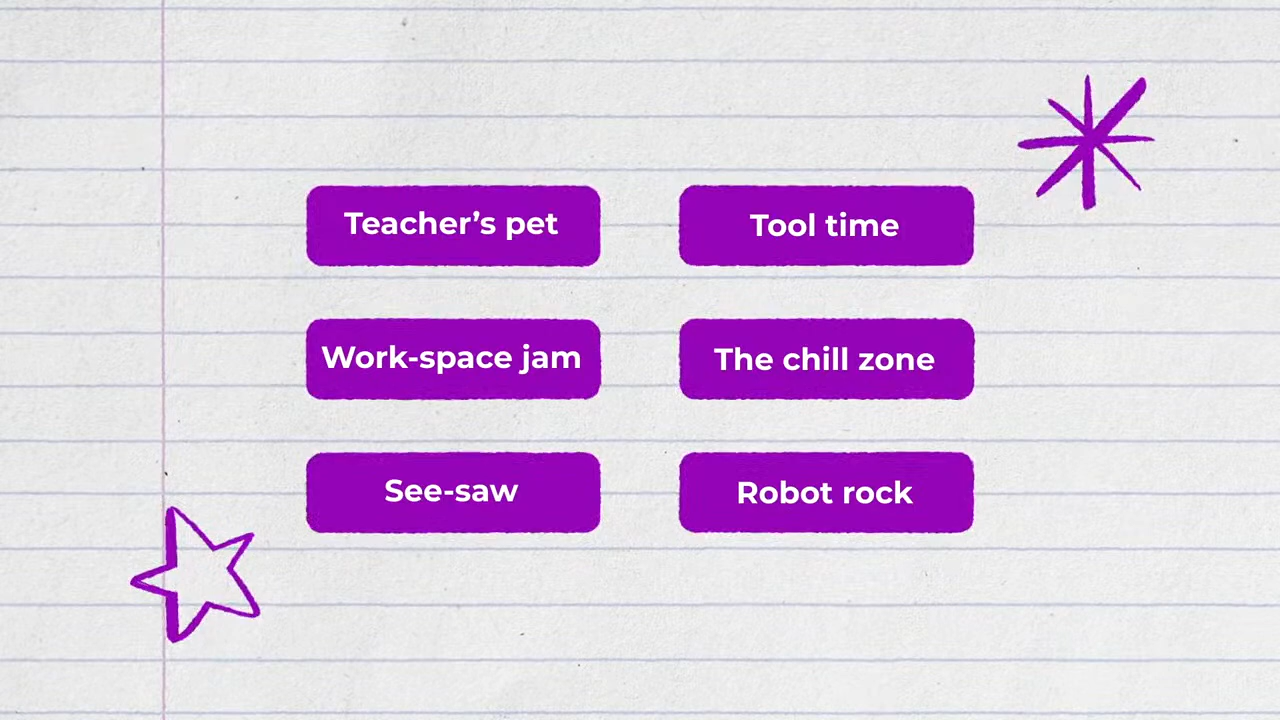 Teacher’s pet
Tool time
Work-space jam
The chill zone
See-saw
Robot rock